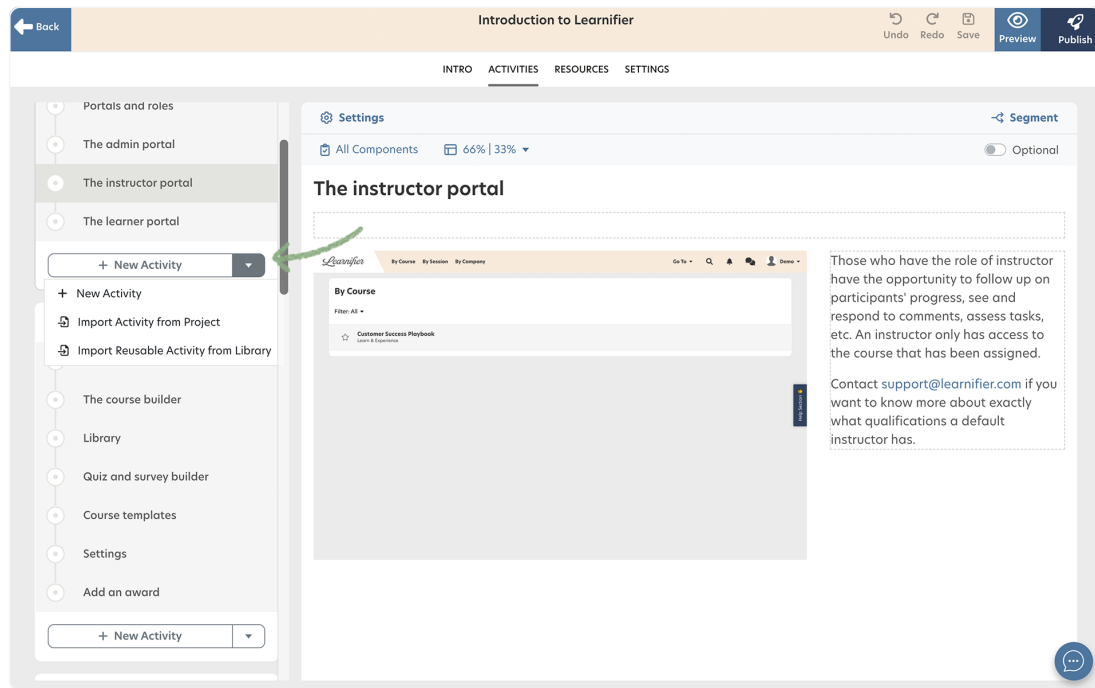 Back
Introduction to Learnifier
Undo
Redo
Save
Preview
Publish
INTRO
ACTIVITIES
RESOURCES
SETTINGS
Portals and roles
The admin portal
The instructor portal
The learner portal
+ New Activity
+ New Activity
Import Activity from Project
Import Reusable Activity from Library
The course builder
Library
Quiz and survey builder
Course templates
Settings
Add an award
+ New Activity
Settings
Segment
All Components
66% | 33%
Optional
The instructor portal
Learnifier
By Course
By Session
By Company
Go To
Demo
By Course
Filter: All
Customer Success Playbook
Learn & Experience
Help Section
Those who have the role of instructor
have the opportunity to follow up on
participants' progress, see and
respond to comments, assess tasks,
etc. An instructor only has access to
the course that has been assigned.
Contact support@learnifier.com if you
want to know more about exactly
what qualifications a default
instructor has.